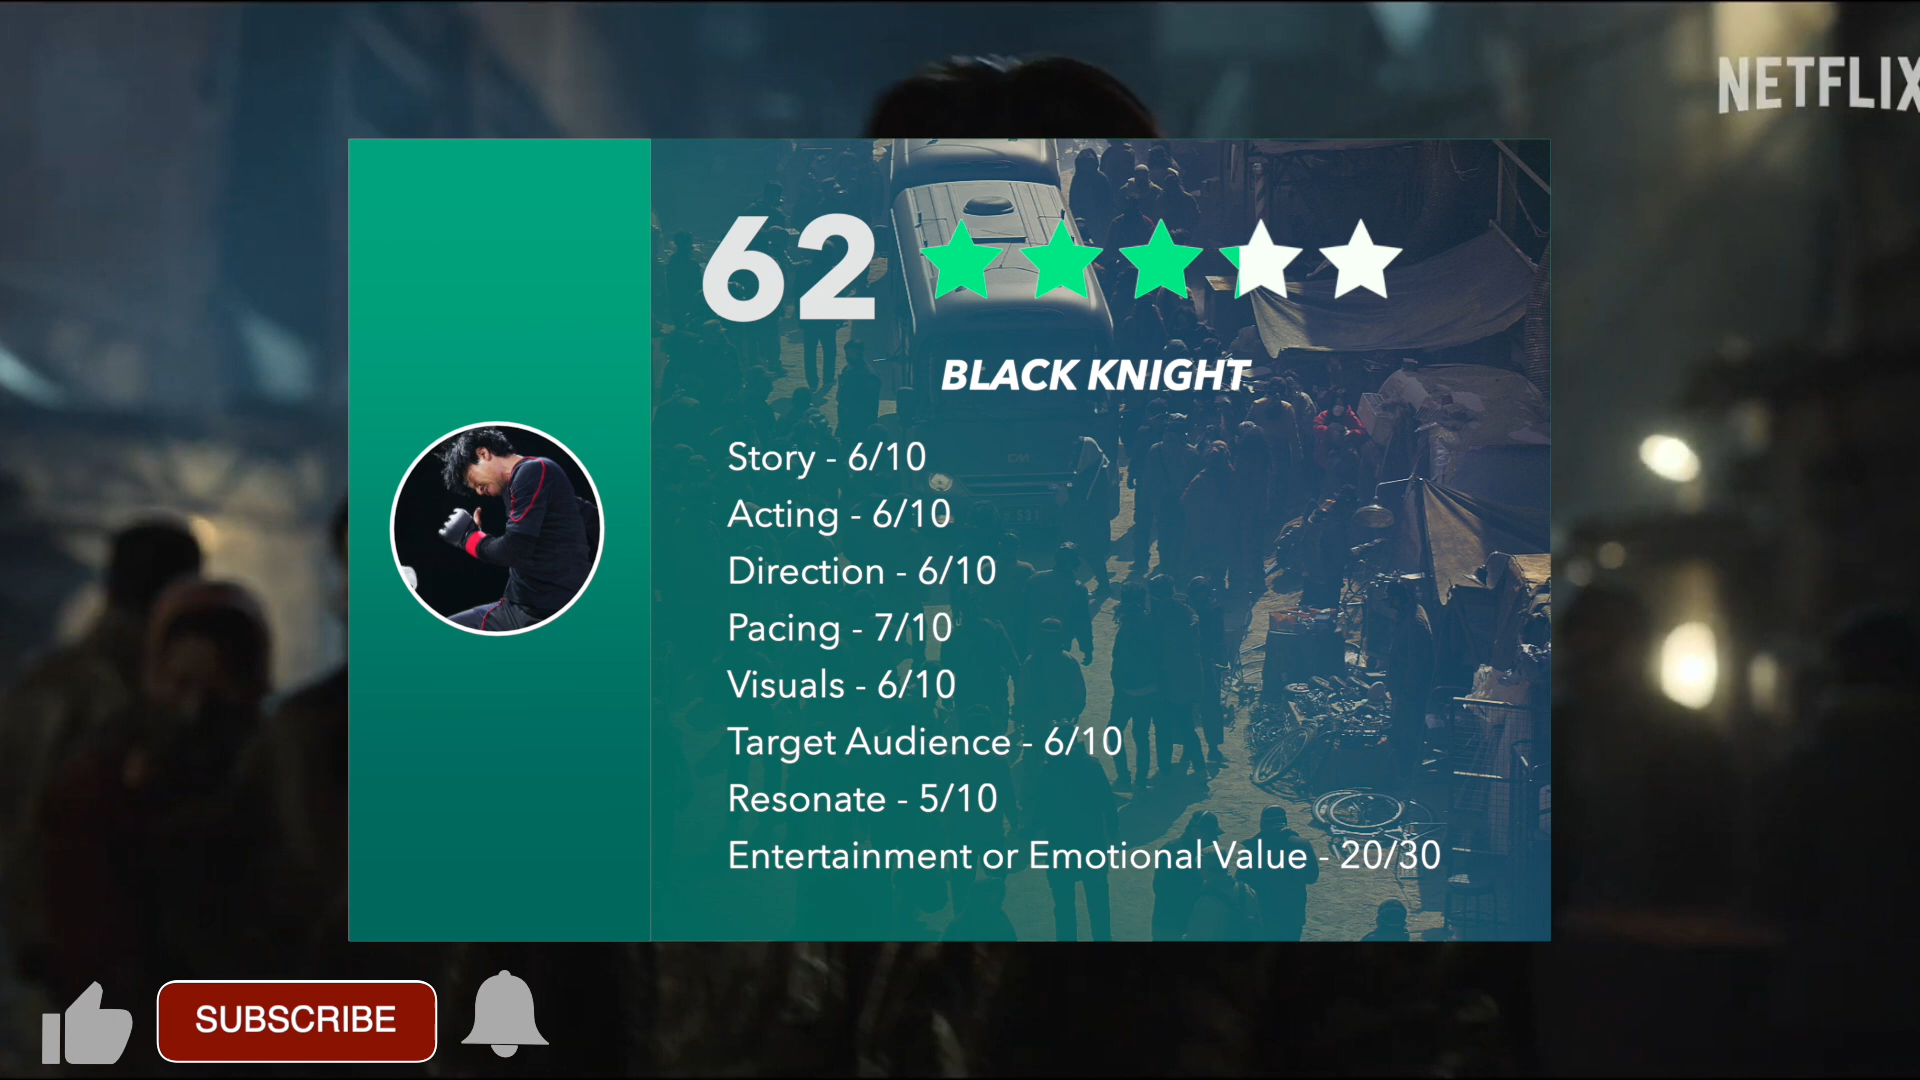 NETFLIX
62
BLACK KNIGHT
Story - 6/10
Acting - 6/10
Direction - 6/10
Pacing - 7/10
Visuals - 6/10
Target Audience - 6/10
Resonate - 5/10
Entertainment or Emotional Value - 20/30
SUBSCRIBE